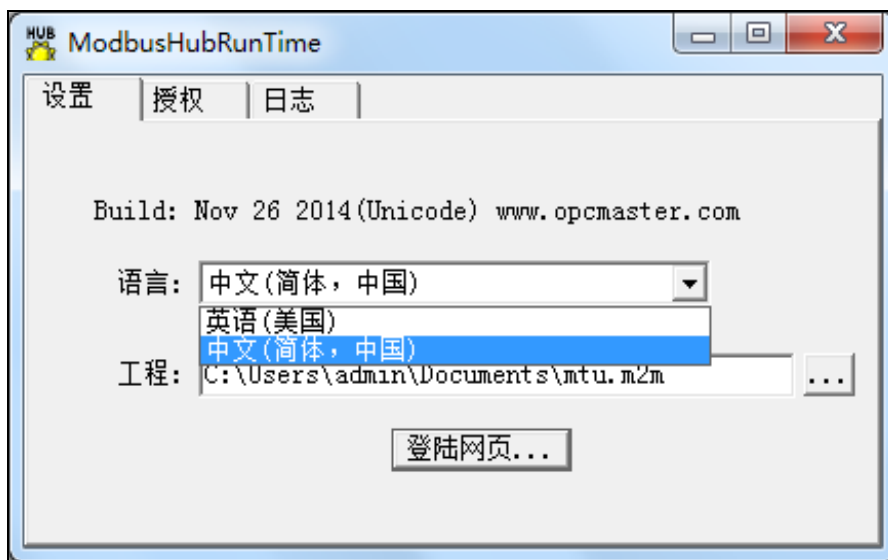 HUB ModbusHubRunTime
设置 授权 日志
Build: Nov 26 2014(Unicode) www.opcmaster.com
语言: 中文(简体，中国)
英语(美国)
中文(简体，中国)
工程: C:\Users\admin\Documents\mtu.m2m ...
登陆网页...